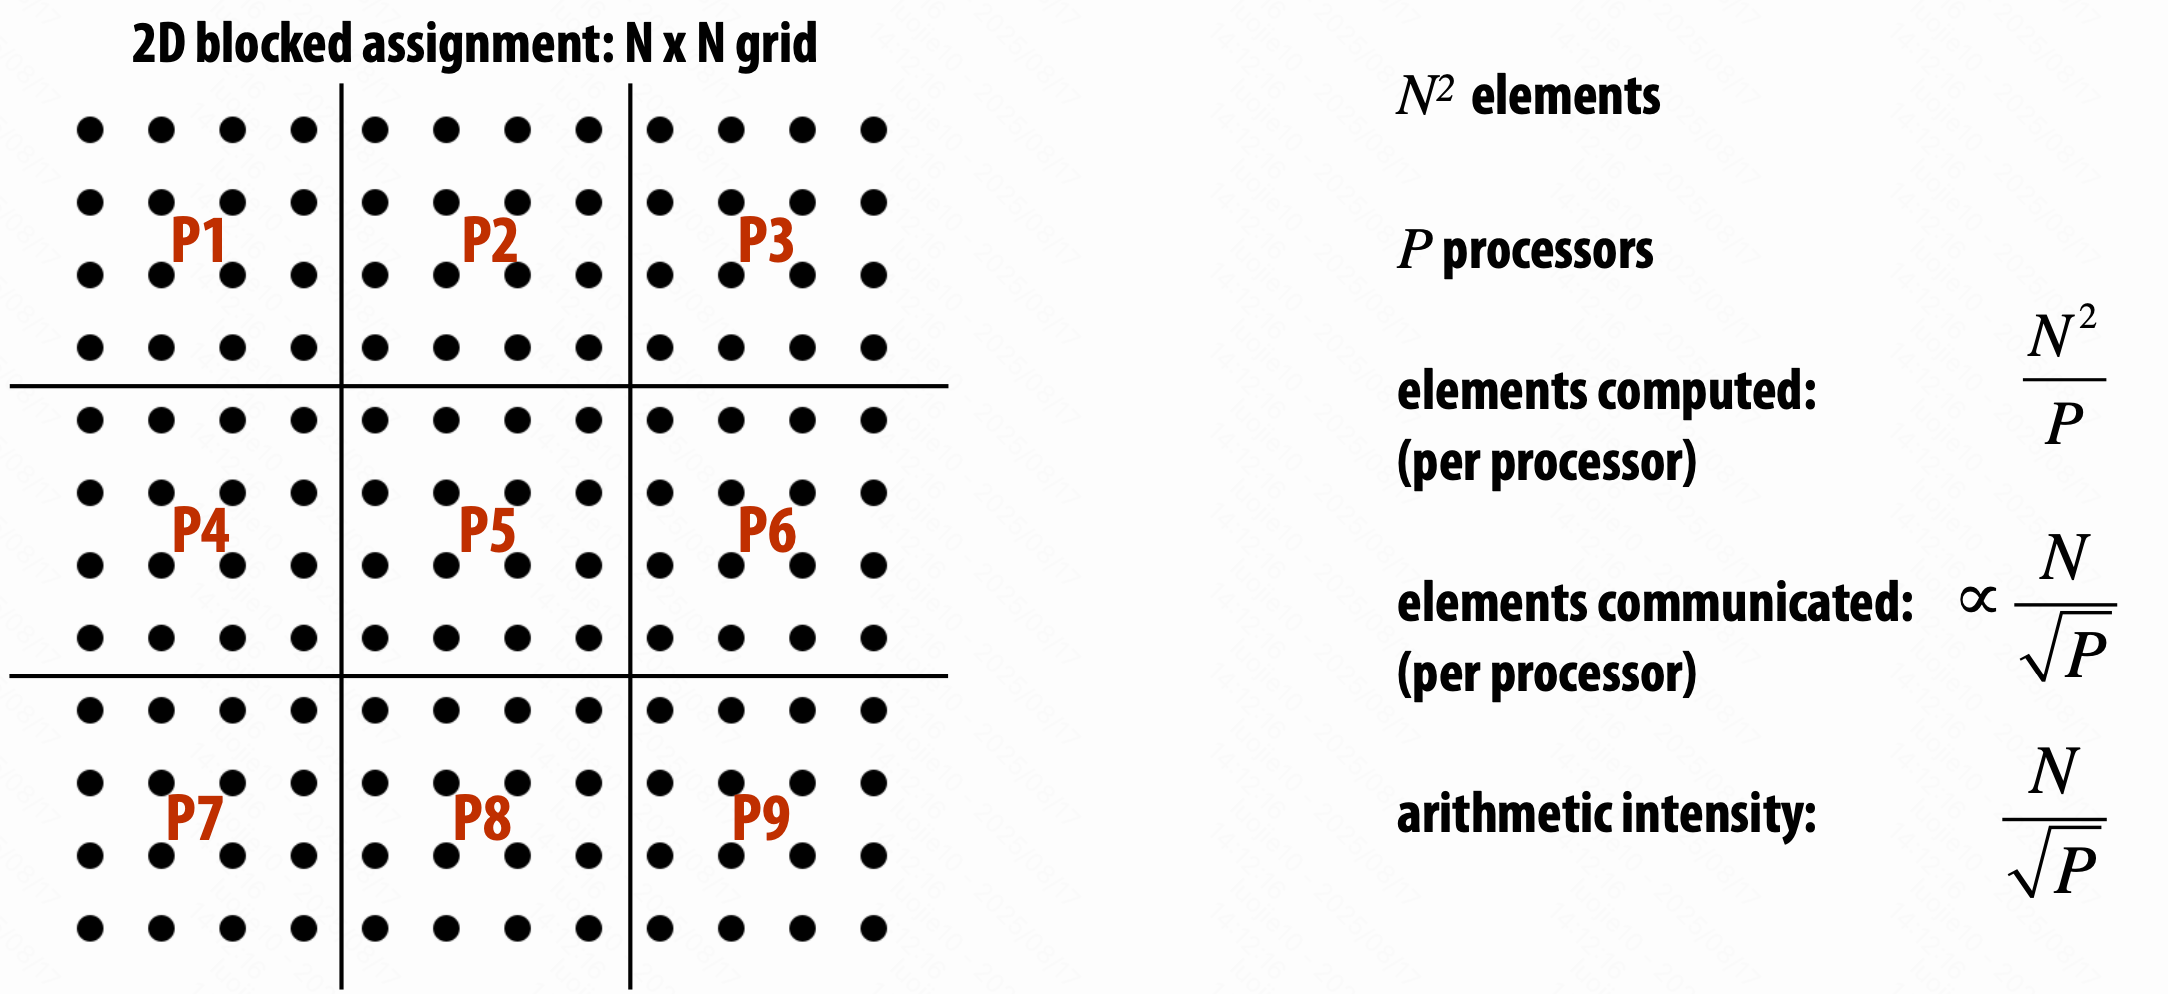 2D blocked assignment: N x N grid
P1 P2 P3
P4 P5 P6
P7 P8 P9
N² elements
P processors
elements computed: N² / P
(per processor)
elements communicated: ∝ N / √P
(per processor)
arithmetic intensity: N / √P